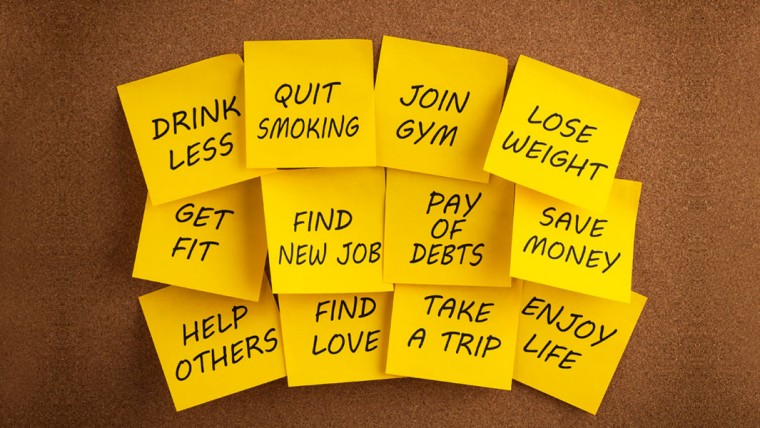 DRINK
LESS
QUIT
SMOKING
JOIN
GYM
LOSE
WEIGHT
GET
FIT
FIND
NEW JOB
PAY
OF
DEBTS
SAVE
MONEY
HELP
OTHERS
FIND
LOVE
TAKE
A TRIP
ENJOY
LIFE